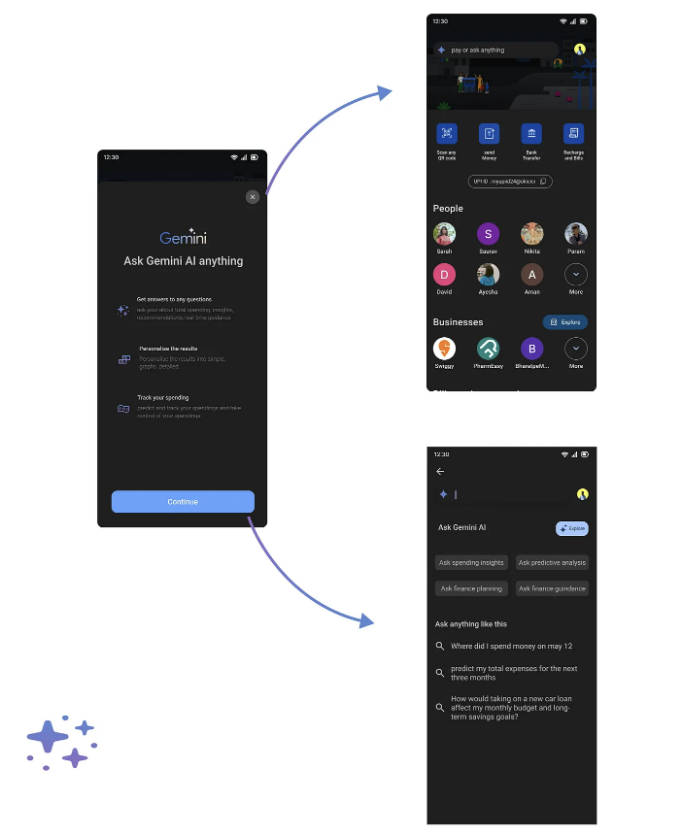 12:30
Gemini
Ask Gemini AI anything
Get answers to any questions
ask your about total spending, insights,
recommendations, real time guidance
Personalise the results
Personalise the results into simple,
graphs, detailed
Track your spending
predict and track your spendings and take
control of your spendings
Continue
12:30
pay or ask anything
Scan any
QR code
send
Money
Bank
Transfer
Recharge
and Bills
UPI ID :
People
Sarah
S
Saurav
Nikita
Param
D
David
Ayesha
A
Aman
More
Businesses
Explore
Swiggy
PharmEasy
B
BharatpeM...
More
12:30
Ask Gemini AI
Explore
Ask spending insights
Ask predictive analysis
Ask finance planning
Ask finance guindance
Ask anything like this
Where did I spend money on may 12
predict my total expenses for the next
three months
How would taking on a new car loan
affect my monthly budget and long-
term savings goals?